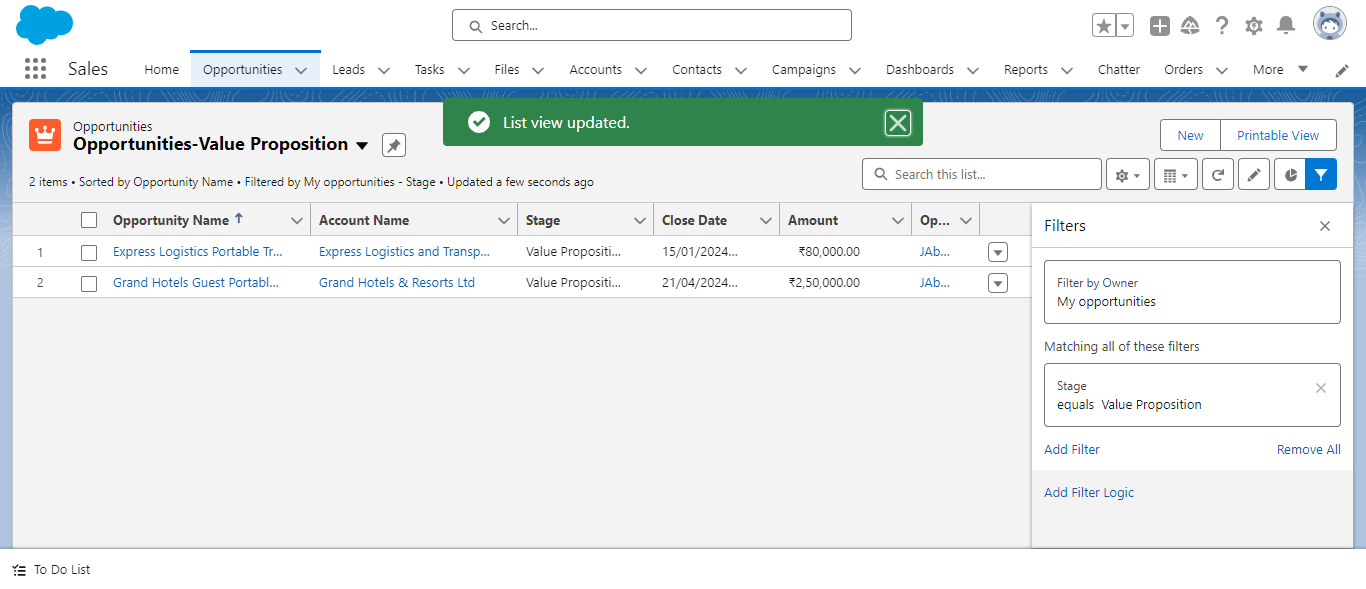 Search...
Sales
Home
Opportunities
Leads
Tasks
Files
Accounts
Contacts
Campaigns
Dashboards
Reports
Chatter
Orders
More
List view updated.
Opportunities
Opportunities-Value Proposition
New
Printable View
2 items • Sorted by Opportunity Name • Filtered by My opportunities - Stage • Updated a few seconds ago
Search this list...
Opportunity Name
Account Name
Stage
Close Date
Amount
Op...
1
Express Logistics Portable Tr...
Express Logistics and Transp...
Value Propositi...
15/01/2024...
₹80,000.00
JAb...
2
Grand Hotels Guest Portabl...
Grand Hotels & Resorts Ltd
Value Propositi...
21/04/2024...
₹2,50,000.00
JAb...
Filters
Filter by Owner
My opportunities
Matching all of these filters
Stage
equals Value Proposition
Add Filter
Remove All
Add Filter Logic
To Do List